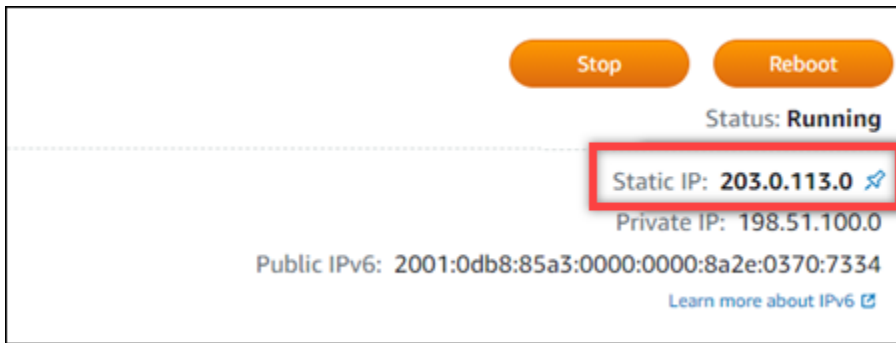 Stop Reboot
Status: Running
Static IP: 203.0.113.0
Private IP: 198.51.100.0
Public IPv6: 2001:0db8:85a3:0000:0000:8a2e:0370:7334
Learn more about IPv6